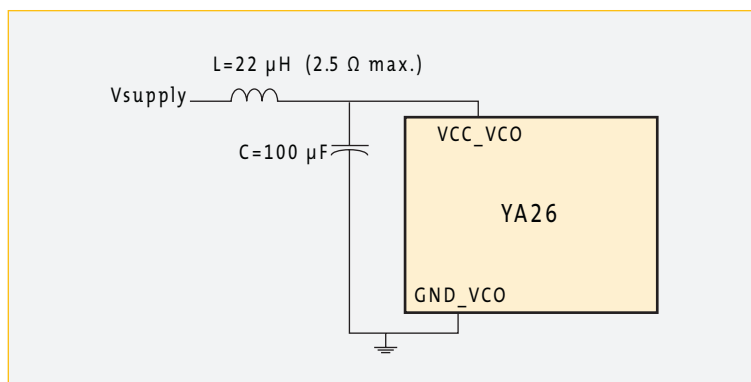 L=22 µH (2.5 Ω max.)
Vsupply
VCC_VCO
C=100 µF
YA26
GND_VCO